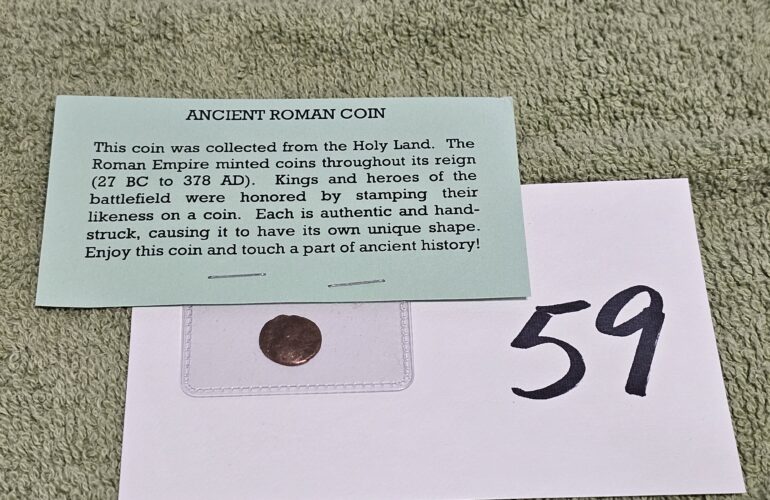 ANCIENT ROMAN COIN
This coin was collected from the Holy Land. The
Roman Empire minted coins throughout its reign
(27 BC to 378 AD). Kings and heroes of the
battlefield were honored by stamping their
likeness on a coin. Each is authentic and hand-
struck, causing it to have its own unique shape.
Enjoy this coin and touch a part of ancient history!
59